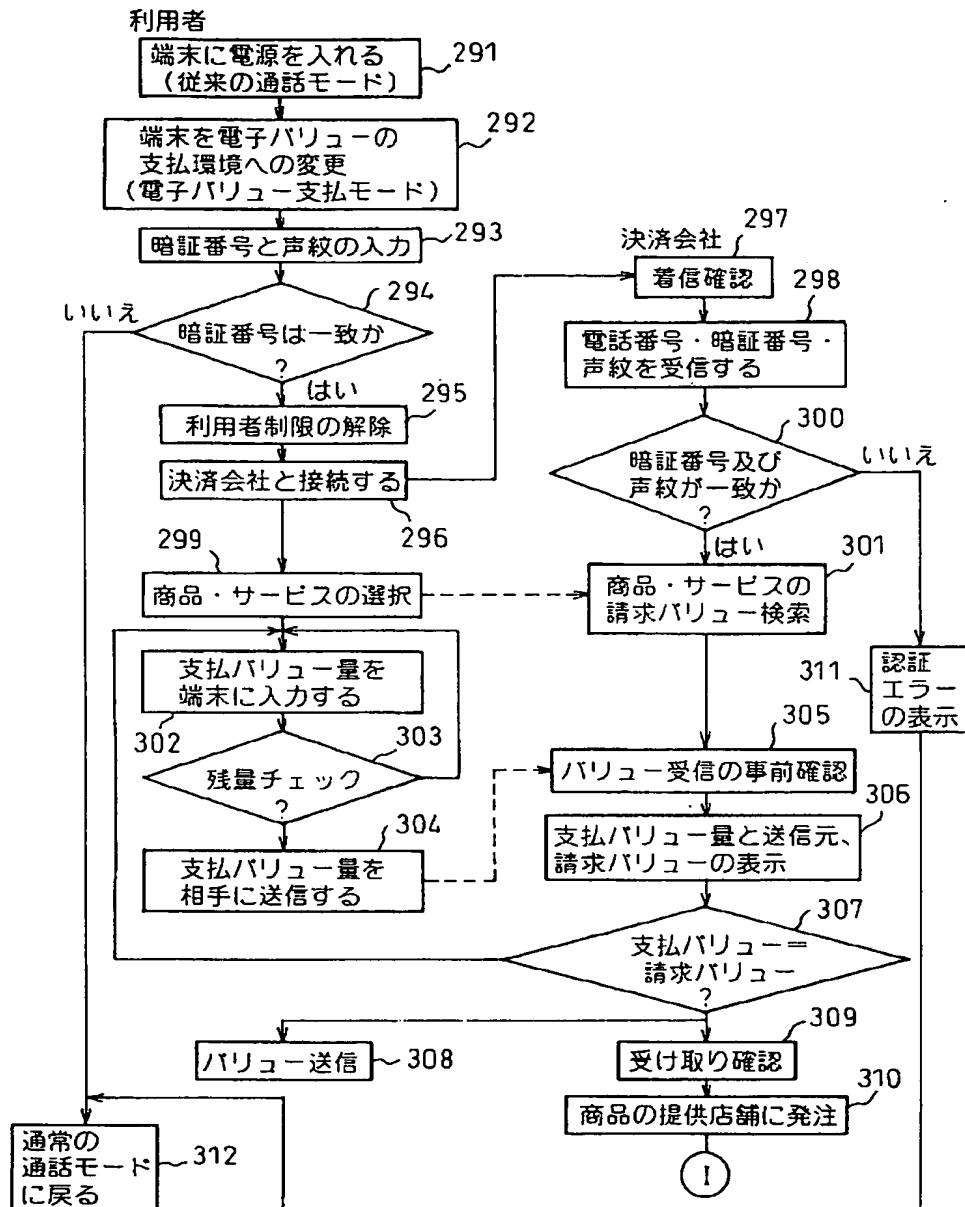 利用者
端末に電源を入れる
(従来の通話モード)
291
端末を電子バリューの
支払環境への変更
(電子バリュー支払モード)
292
暗証番号と声紋の入力
293
暗証番号は一致か
?
294
いいえ
はい
利用者制限の解除
295
決済会社と接続する
296
決済会社
297
着信確認
298
電話番号・暗証番号・
声紋を受信する
300
暗証番号及び
声紋が一致か
?
いいえ
はい
299
商品・サービスの選択
301
商品・サービスの
請求バリュー検索
支払バリュー量を
端末に入力する
302
残量チェック
?
303
304
支払バリュー量を
相手に送信する
305
バリュー受信の事前確認
306
支払バリュー量と送信元、
請求バリューの表示
307
支払バリュー=
請求バリュー
?
バリュー送信
308
309
受け取り確認
310
商品の提供店舗に発注
I
311
認証
エラー
の表示
通常の
通話モード
に戻る
312